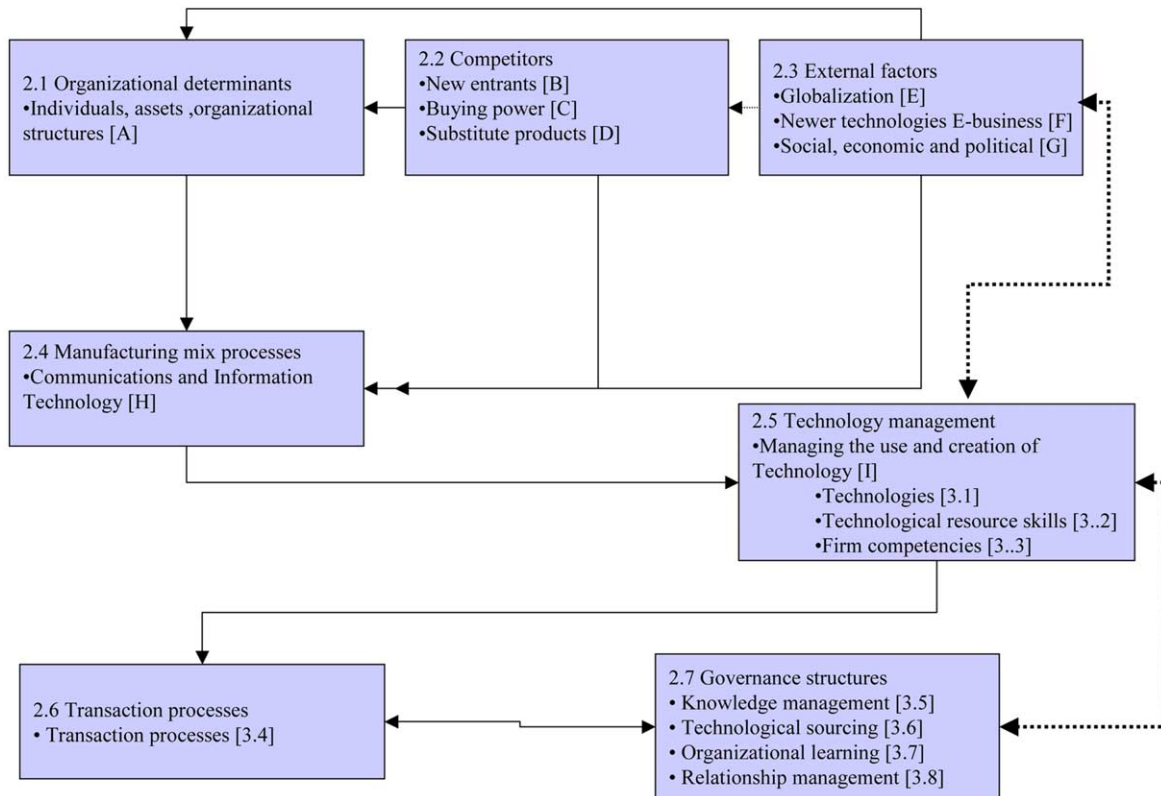 2.1 Organizational determinants
•Individuals, assets ,organizational
structures [A]
2.2 Competitors
•New entrants [B]
•Buying power [C]
•Substitute products [D]
2.3 External factors
•Globalization [E]
•Newer technologies E-business [F]
•Social, economic and political [G]
2.4 Manufacturing mix processes
•Communications and Information
Technology [H]
2.5 Technology management
•Managing the use and creation of
Technology [I]
•Technologies [3.1]
•Technological resource skills [3..2]
•Firm competencies [3..3]
2.6 Transaction processes
• Transaction processes [3.4]
2.7 Governance structures
• Knowledge management [3.5]
• Technological sourcing [3.6]
• Organizational learning [3.7]
• Relationship management [3.8]